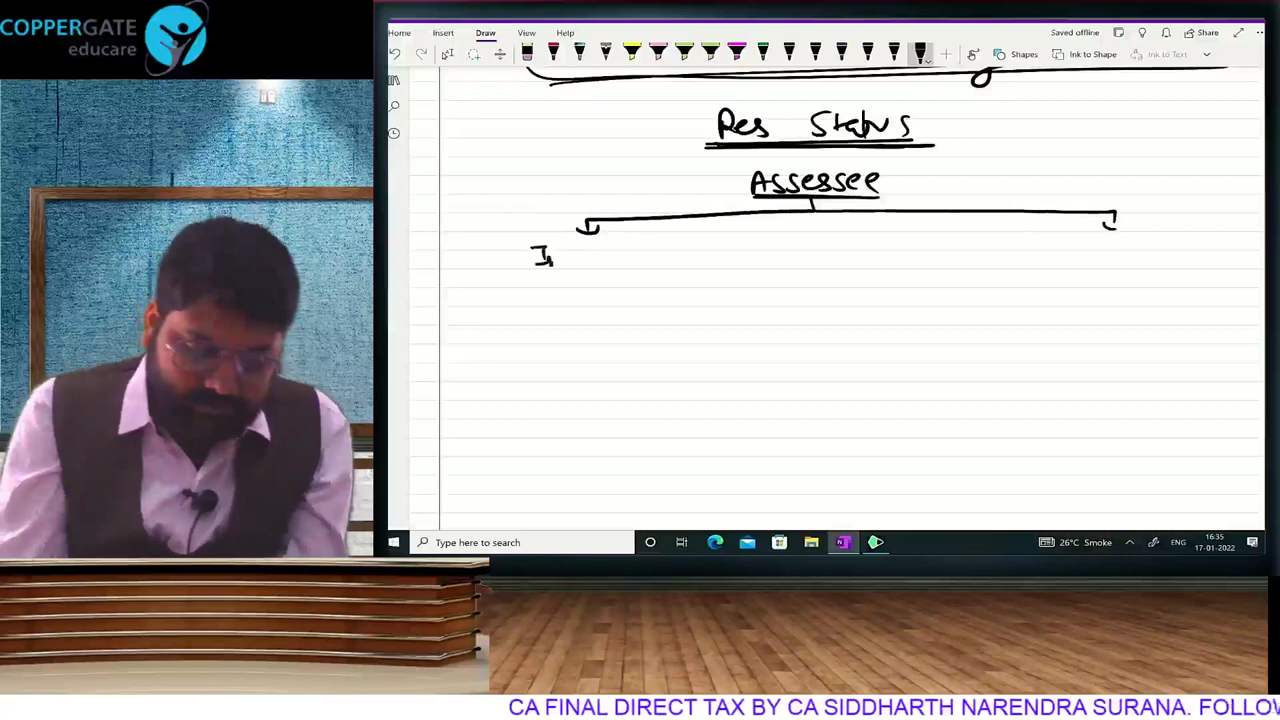 COPPERGATE
educare
Home Insert Draw View Help
Saved offline
Share
Shapes
Ink to Shape
Ink to Text
Res Status
Assessee
Type here to search
26°C Smoke
ENG
16:35
17-01-2022
CA FINAL DIRECT TAX BY CA SIDDHARTH NARENDRA SURANA. FOLLOW